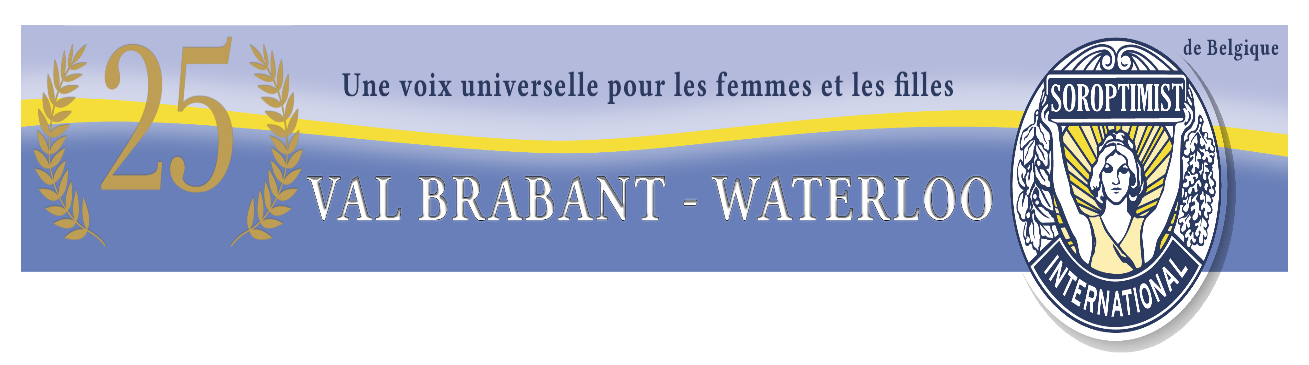 25
Une voix universelle pour les femmes et les filles
VAL BRABANT - WATERLOO
de Belgique
SOROPTIMIST
INTERNATIONAL